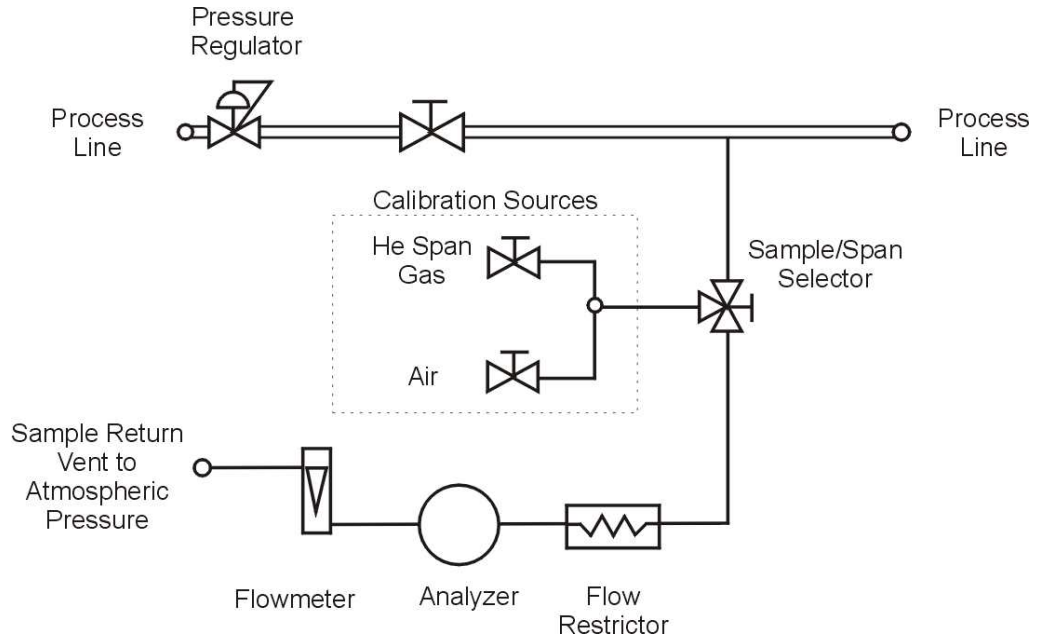 Pressure
Regulator
Process
Line
Process
Line
Calibration Sources
He Span
Gas
Sample/Span
Selector
Air
Sample Return
Vent to
Atmospheric
Pressure
Flowmeter
Analyzer
Flow
Restrictor